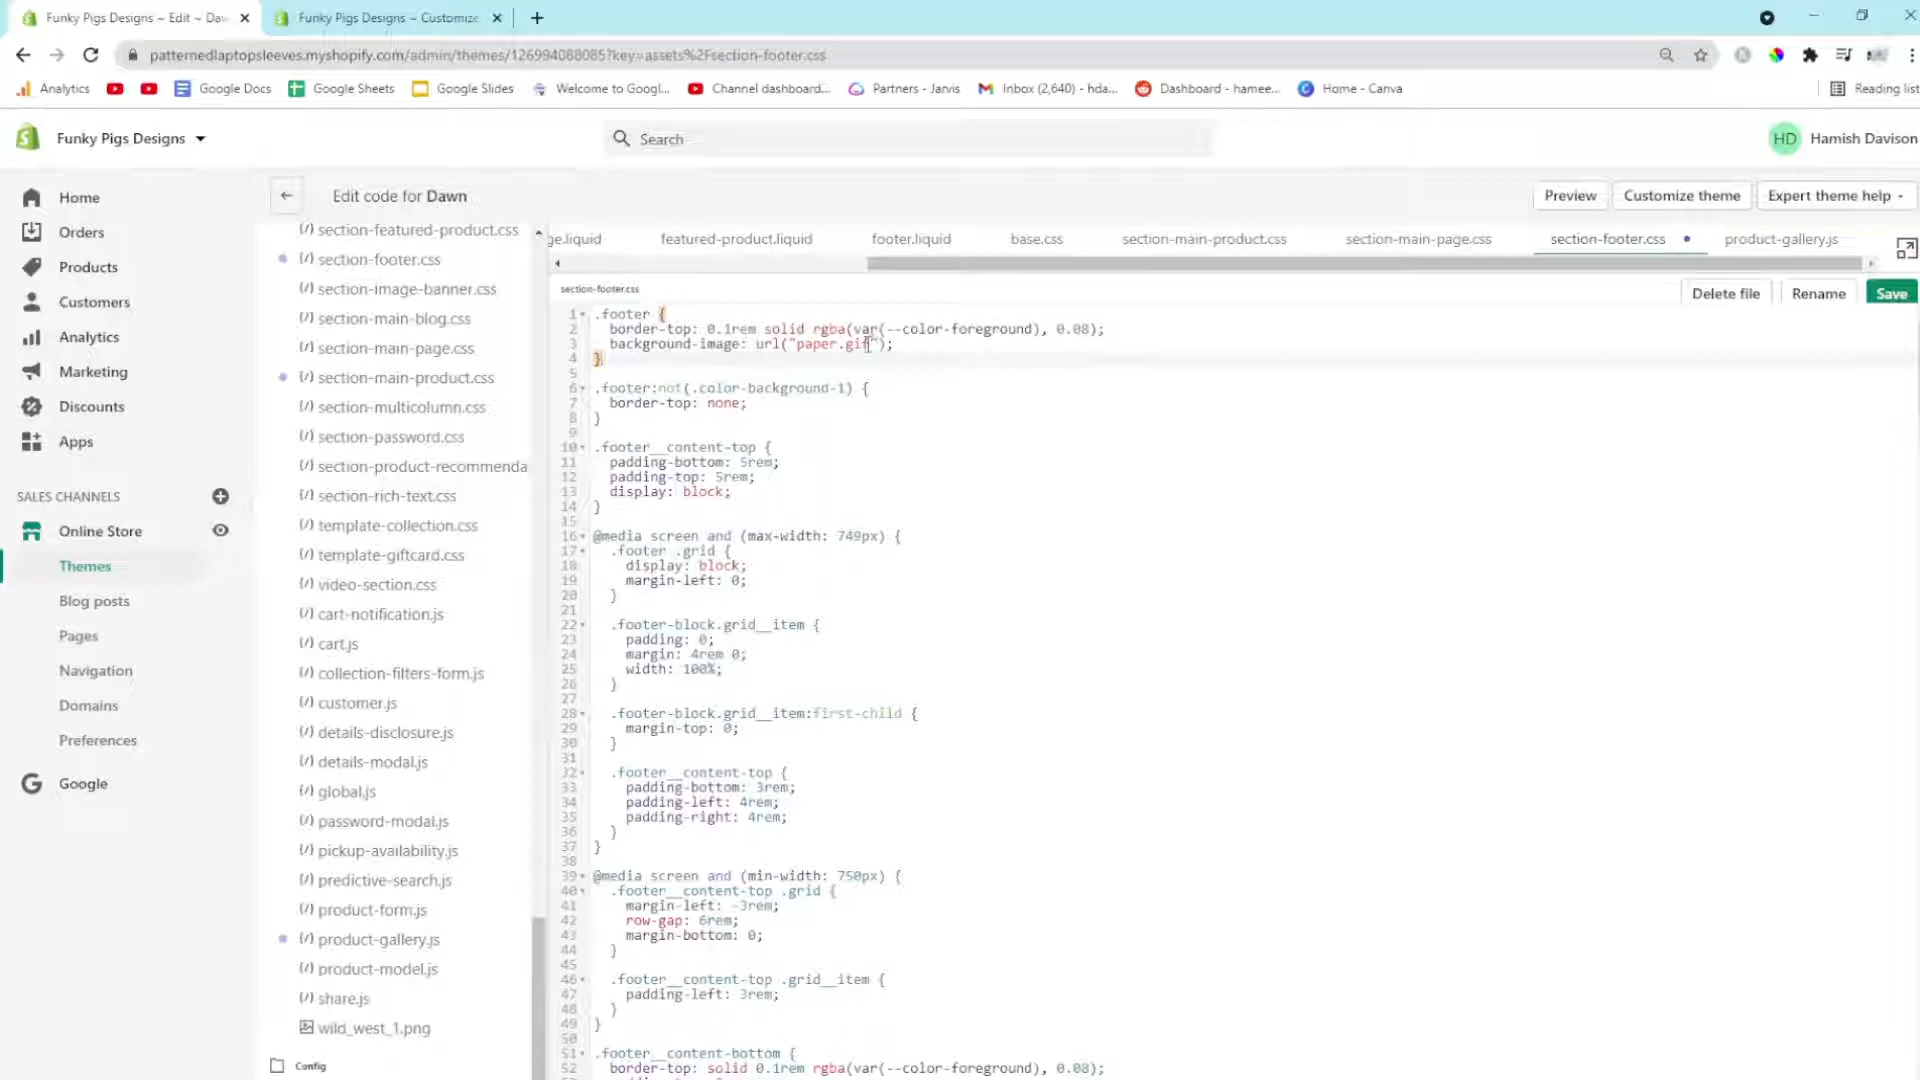 Funky Pigs Designs ~ Edit ~ Daw
Funky Pigs Designs ~ Customize
patternedlaptopsleeves.myshopify.com/admin/themes/126994088085?key=assets%2Fsection-footer.css
Analytics
Google Docs
Google Sheets
Google Slides
Welcome to Googl...
Channel dashboard...
Partners - Jarvis
Inbox (2,640) - hda...
Dashboard - hamee...
Home - Canva
Reading list
Funky Pigs Designs
Search
HD
Hamish Davison
Home
Orders
Products
Customers
Analytics
Marketing
Discounts
Apps
SALES CHANNELS
Online Store
Themes
Blog posts
Pages
Navigation
Domains
Preferences
Google
Edit code for Dawn
Preview
Customize theme
Expert theme help
section-featured-product.css
section-footer.css
section-image-banner.css
section-main-blog.css
section-main-page.css
section-main-product.css
section-multicolumn.css
section-password.css
section-product-recommenda
section-rich-text.css
template-collection.css
template-giftcard.css
video-section.css
cart-notification.js
cart.js
collection-filters-form.js
customer.js
details-disclosure.js
details-modal.js
global.js
password-modal.js
pickup-availability.js
predictive-search.js
product-form.js
product-gallery.js
product-model.js
share.js
wild_west_1.png
Config
ge.liquid
featured-product.liquid
footer.liquid
base.css
section-main-product.css
section-main-page.css
section-footer.css
product-gallery.js
section-footer.css
Delete file
Rename
Save
1 .footer {
2 border-top: 0.1rem solid rgba(var(--color-foreground), 0.08);
3 background-image: url("paper.gif");
4 }
5
6 .footer:not(.color-background-1) {
7 border-top: none;
8 }
9
10 .footer__content-top {
11 padding-bottom: 5rem;
12 padding-top: 5rem;
13 display: block;
14 }
15
16 @media screen and (max-width: 749px) {
17 .footer .grid {
18 display: block;
19 margin-left: 0;
20 }
21
22 .footer-block.grid__item {
23 padding: 0;
24 margin: 4rem 0;
25 width: 100%;
26 }
27
28 .footer-block.grid__item:first-child {
29 margin-top: 0;
30 }
31
32 .footer__content-top {
33 padding-bottom: 3rem;
34 padding-left: 4rem;
35 padding-right: 4rem;
36 }
37 }
38
39 @media screen and (min-width: 750px) {
40 .footer__content-top .grid {
41 margin-left: -3rem;
42 row-gap: 6rem;
43 margin-bottom: 0;
44 }
45
46 .footer__content-top .grid__item {
47 padding-left: 3rem;
48 }
49 }
50
51 .footer__content-bottom {
52 border-top: solid 0.1rem rgba(var(--color-foreground), 0.08);